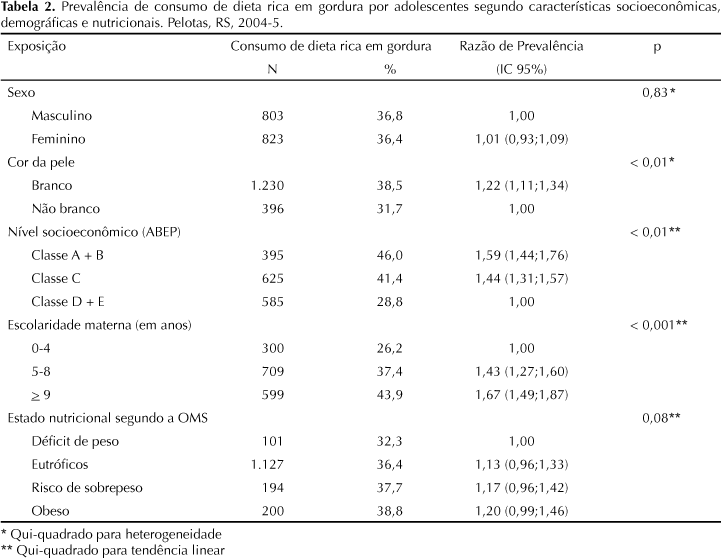 Tabela 2. Prevalência de consumo de dieta rica em gordura por adolescentes segundo características socioeconômicas,
demográficas e nutricionais. Pelotas, RS, 2004-5.
Exposição Consumo de dieta rica em gordura Razão de Prevalência p
N % (IC 95%)
Sexo 0,83*
Masculino 803 36,8 1,00
Feminino 823 36,4 1,01 (0,93;1,09)
Cor da pele < 0,01*
Branco 1.230 38,5 1,22 (1,11;1,34)
Não branco 396 31,7 1,00
Nível socioeconômico (ABEP) < 0,01**
Classe A + B 395 46,0 1,59 (1,44;1,76)
Classe C 625 41,4 1,44 (1,31;1,57)
Classe D + E 585 28,8 1,00
Escolaridade materna (em anos) < 0,001**
0-4 300 26,2 1,00
5-8 709 37,4 1,43 (1,27;1,60)
≥ 9 599 43,9 1,67 (1,49;1,87)
Estado nutricional segundo a OMS 0,08**
Déficit de peso 101 32,3 1,00
Eutróficos 1.127 36,4 1,13 (0,96;1,33)
Risco de sobrepeso 194 37,7 1,17 (0,96;1,42)
Obeso 200 38,8 1,20 (0,99;1,46)
* Qui-quadrado para heterogeneidade
** Qui-quadrado para tendência linear